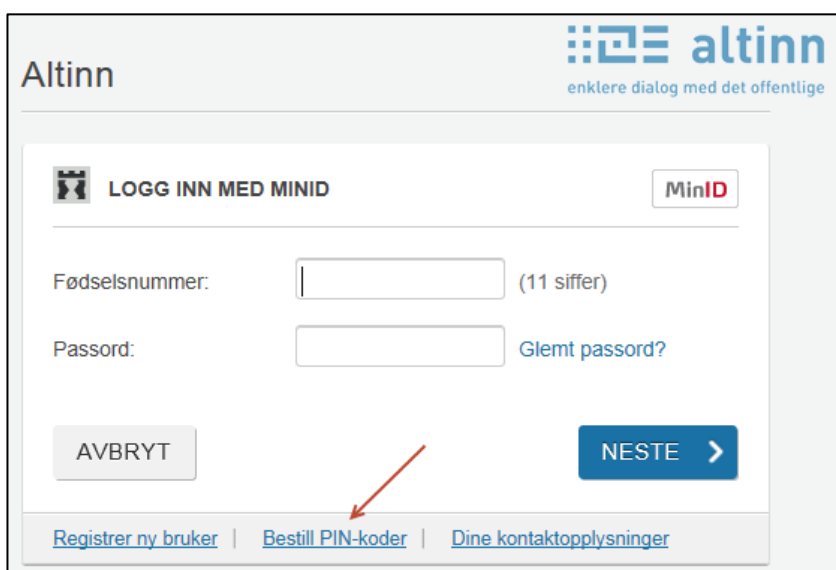 altinn
Altinn
enklere dialog med det offentlige
LOGG INN MED MINID
MinID
Fødselsnummer:
(11 siffer)
Passord:
Glemt passord?
AVBRYT
NESTE
Registrer ny bruker | Bestill PIN-koder | Dine kontaktopplysninger